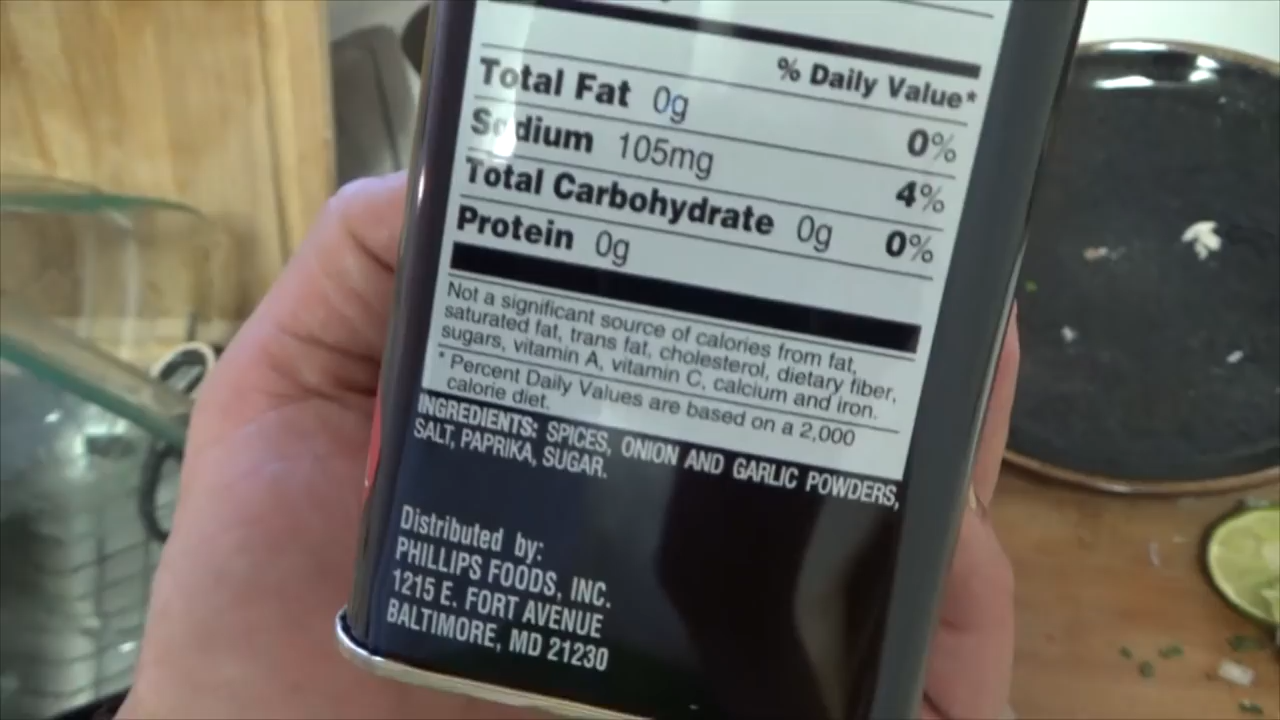 % Daily Value*
Total Fat 0g 0%
Sodium 105mg 4%
Total Carbohydrate 0g 0%
Protein 0g
Not a significant source of calories from fat,
saturated fat, trans fat, cholesterol, dietary fiber,
sugars, vitamin A, vitamin C, calcium and iron.
* Percent Daily Values are based on a 2,000
calorie diet.
INGREDIENTS: SPICES, ONION AND GARLIC POWDERS,
SALT, PAPRIKA, SUGAR.
Distributed by:
PHILLIPS FOODS, INC.
1215 E. FORT AVENUE
BALTIMORE, MD 21230